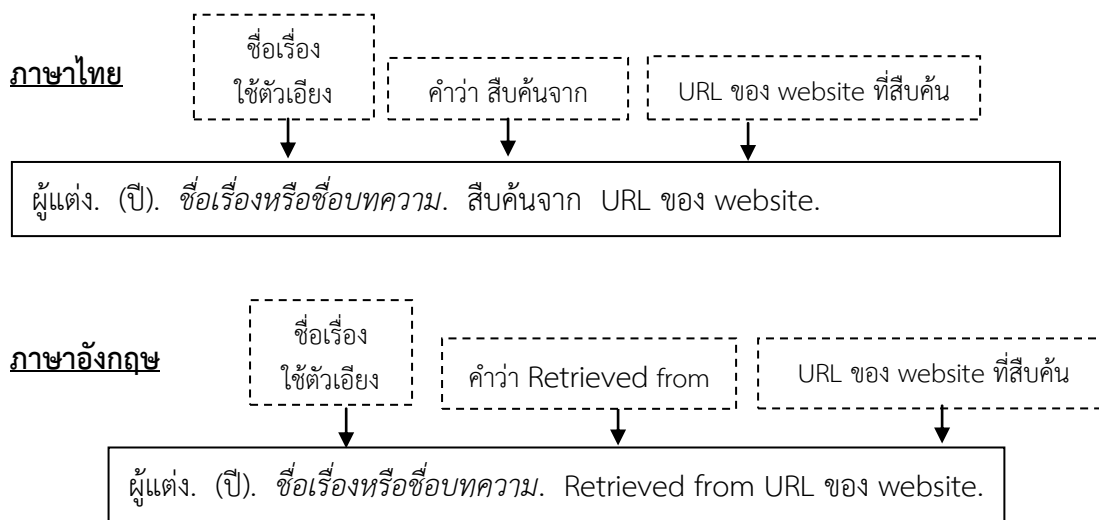 ภาษาไทย
ชื่อเรื่อง
ใช้ตัวเอียง
คำว่า สืบค้นจาก
URL ของ website ที่สืบค้น
ผู้แต่ง. (ปี). ชื่อเรื่องหรือชื่อบทความ. สืบค้นจาก URL ของ website.
ภาษาอังกฤษ
ชื่อเรื่อง
ใช้ตัวเอียง
คำว่า Retrieved from
URL ของ website ที่สืบค้น
ผู้แต่ง. (ปี). ชื่อเรื่องหรือชื่อบทความ. Retrieved from URL ของ website.